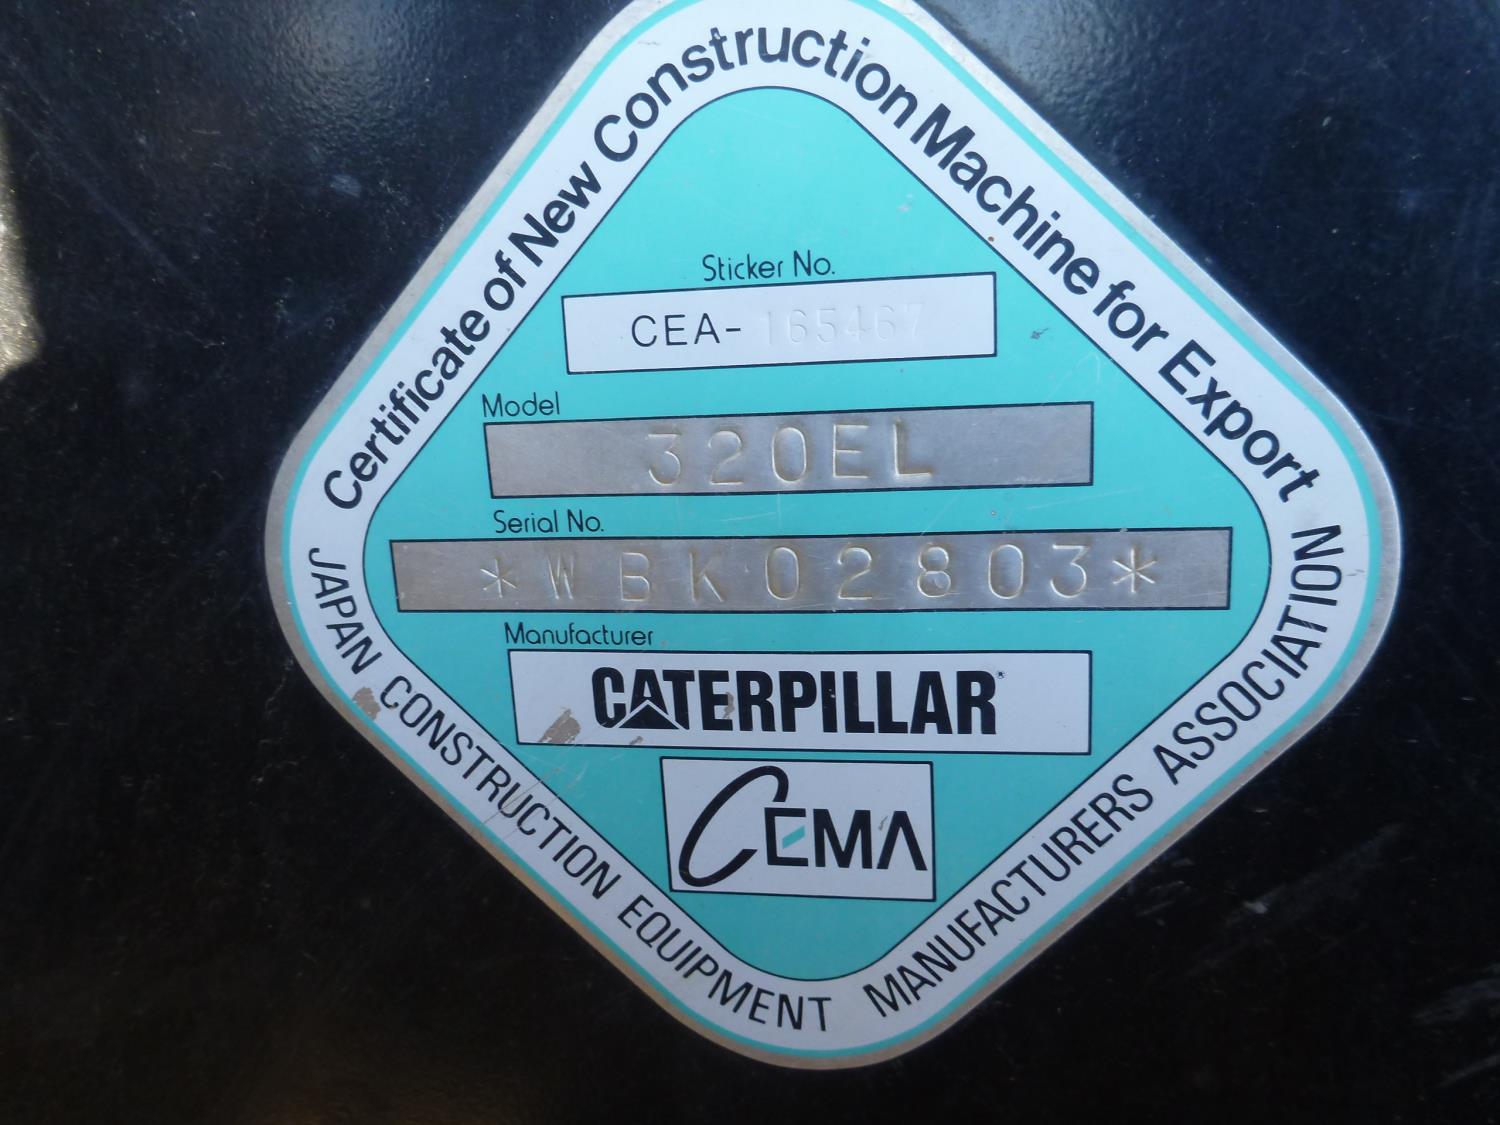 Certificate of New Construction Machine for Export
Sticker No.
CEA-165467
Model
320EL
Serial No.
*WBK02803*
Manufacturer
CATERPILLAR®
CEMA
JAPAN CONSTRUCTION EQUIPMENT MANUFACTURERS ASSOCIATION